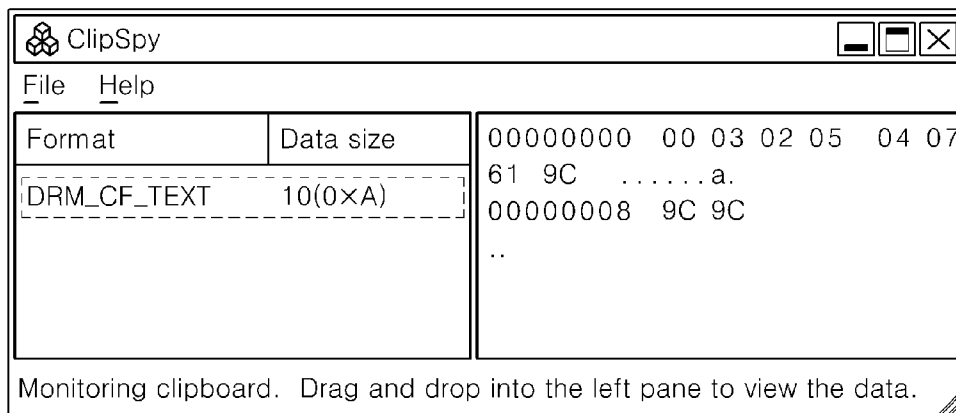 ClipSpy
File Help
Format Data size
DRM_CF_TEXT 10(0×A)
00000000 00 03 02 05 04 07
61 9C ......a.
00000008 9C 9C
..
Monitoring clipboard. Drag and drop into the left pane to view the data.